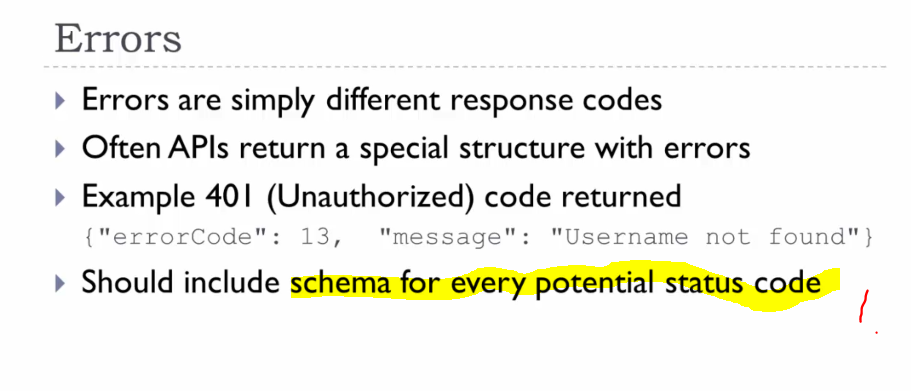 Errors
Errors are simply different response codes
Often APIs return a special structure with errors
Example 401 (Unauthorized) code returned
{"errorCode": 13, "message": "Username not found"}
Should include schema for every potential status code